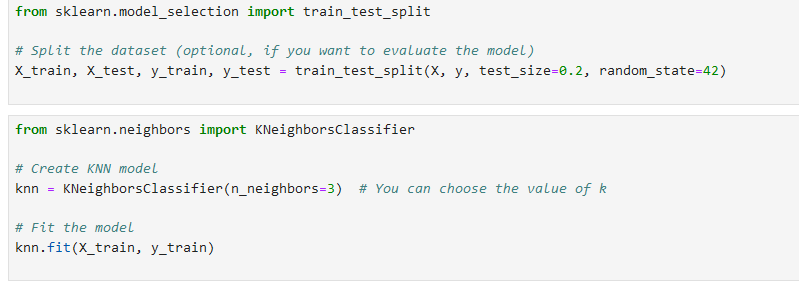 from sklearn.model_selection import train_test_split
# Split the dataset (optional, if you want to evaluate the model)
X_train, X_test, y_train, y_test = train_test_split(X, y, test_size=0.2, random_state=42)
from sklearn.neighbors import KNeighborsClassifier
# Create KNN model
knn = KNeighborsClassifier(n_neighbors=3)  # You can choose the value of k
# Fit the model
knn.fit(X_train, y_train)